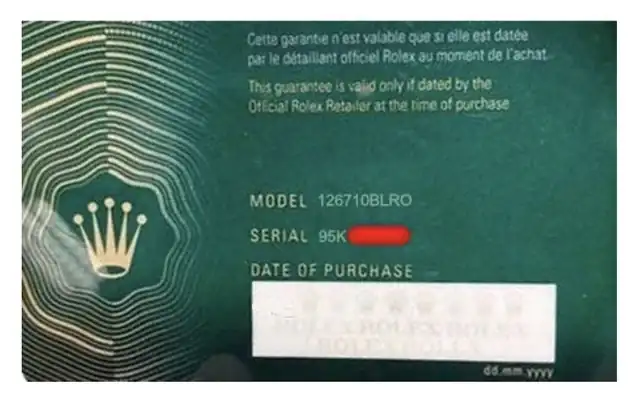 Cette garantie n'est valable que si elle est datée
par le détaillant officiel Rolex au moment de l'achat.
This guarantee is valid only if dated by the
Official Rolex Retailer at the time of purchase
MODEL 126710BLRO
SERIAL 95K
DATE OF PURCHASE
ROLEX ROLEX ROLEX
ROLEX ROLEX
dd.mm.yyyy